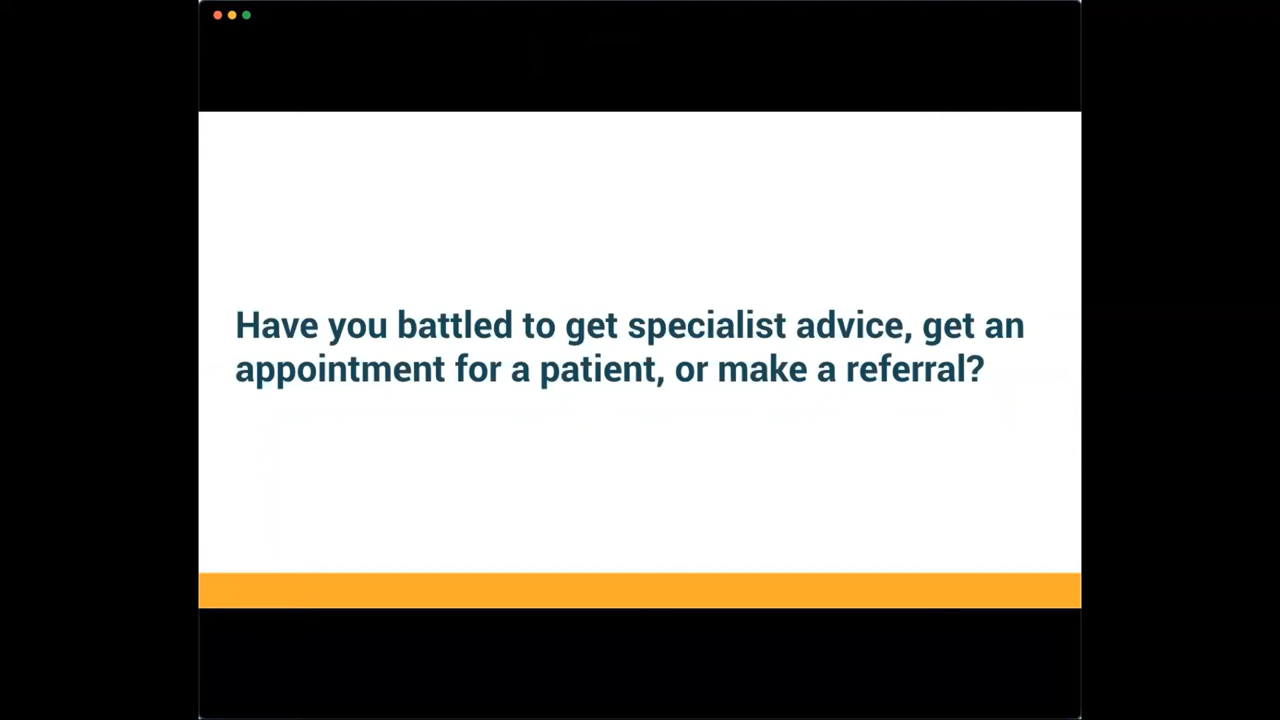 Have you battled to get specialist advice, get an
appointment for a patient, or make a referral?